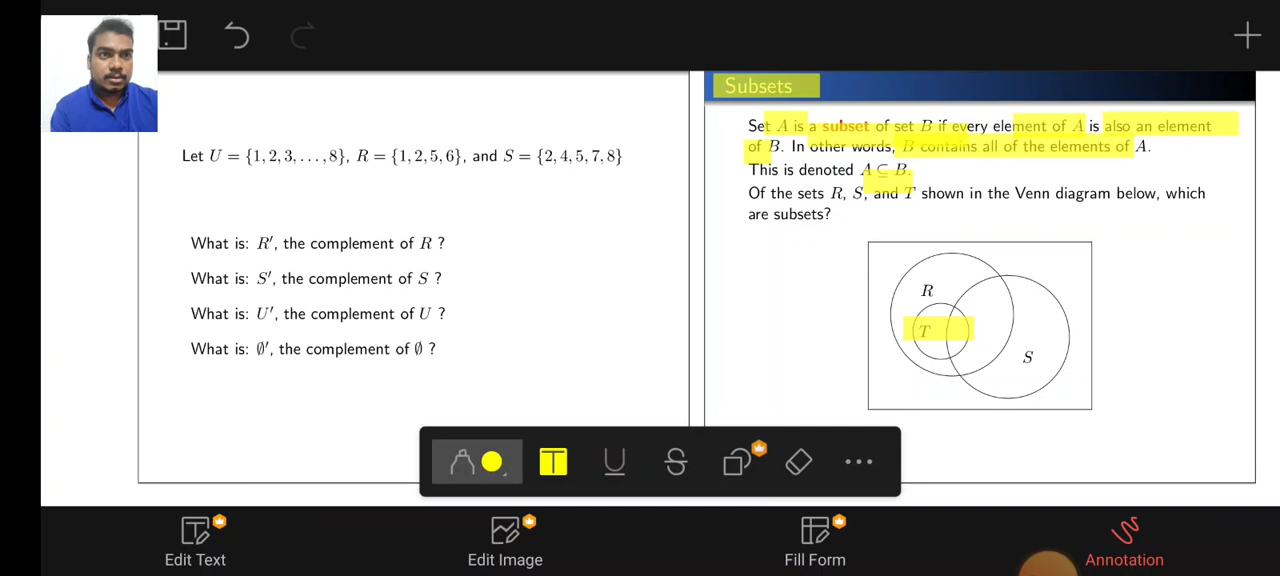 Let U = {1, 2, 3, . . . , 8}, R = {1, 2, 5, 6}, and S = {2, 4, 5, 7, 8}
What is: R′, the complement of R ?
What is: S′, the complement of S ?
What is: U′, the complement of U ?
What is: ∅′, the complement of ∅ ?
Subsets
Set A is a subset of set B if every element of A is also an element
of B. In other words, B contains all of the elements of A.
This is denoted A ⊆ B.
Of the sets R, S, and T shown in the Venn diagram below, which
are subsets?
R
T
S
T U S
Edit Text
Edit Image
Fill Form
Annotation